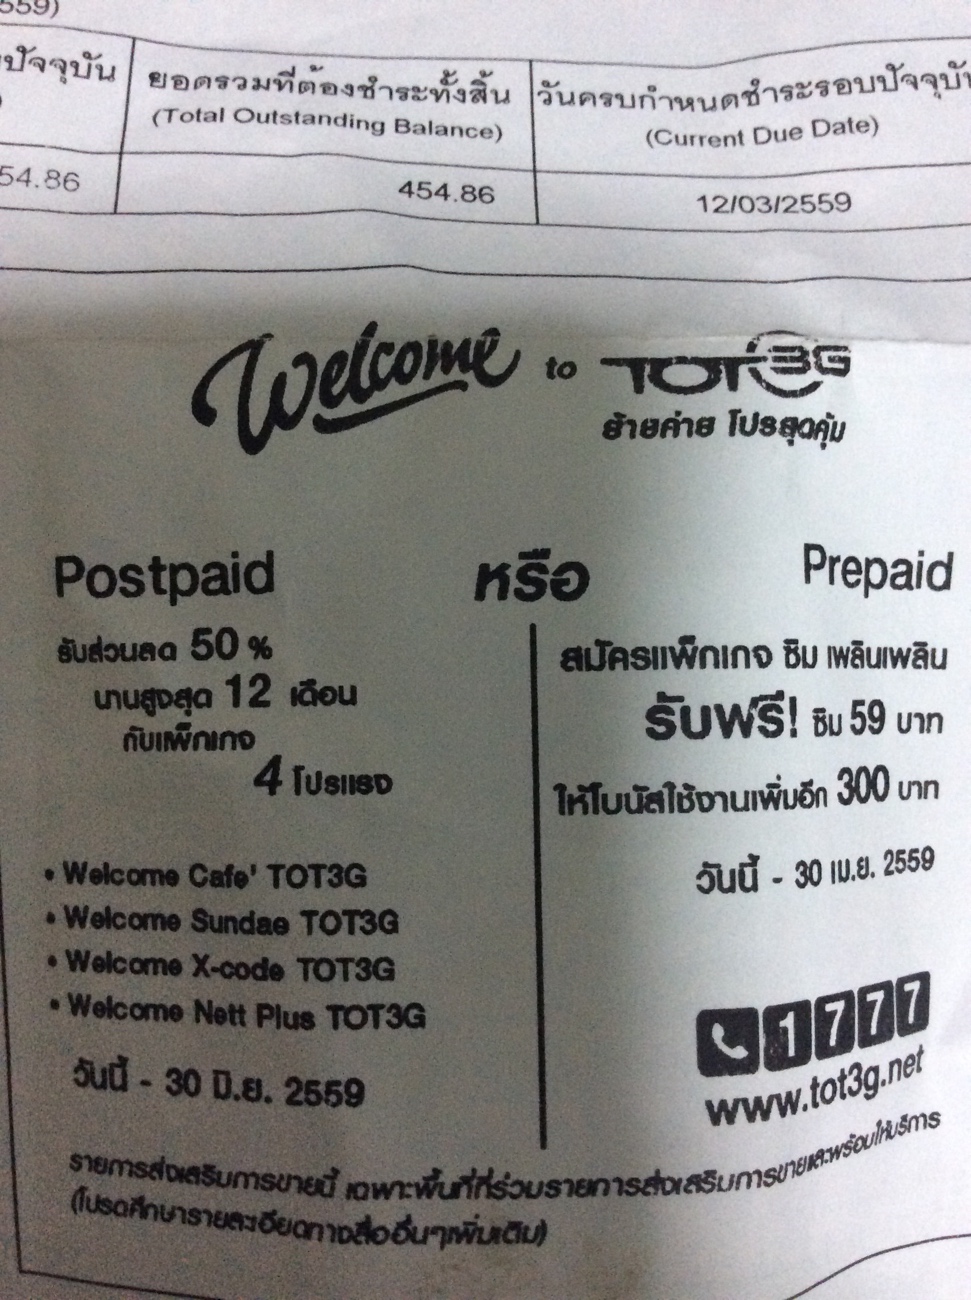 559)
ปัจจุบัน
ยอดรวมที่ต้องชำระทั้งสิ้น
(Total Outstanding Balance)
วันครบกำหนดชำระรอบปัจจุบัน
(Current Due Date)
54.86
454.86
12/03/2559
Welcome to TOT3G
ย้ายค่าย โปรสุดคุ้ม
Postpaid
รับส่วนลด 50 %
นานสูงสุด 12 เดือน
กับแพ็กเกจ
4 โปรแรง
• Welcome Cafe' TOT3G
• Welcome Sundae TOT3G
• Welcome X-code TOT3G
• Welcome Nett Plus TOT3G
วันนี้ - 30 มิ.ย. 2559
หรือ
Prepaid
สมัครแพ็กเกจ ซิม เพลินเพลิน
รับฟรี! ซิม 59 บาท
ให้โบนัสใช้งานเพิ่มอีก 300 บาท
วันนี้ - 30 เม.ย. 2559
1777
www.tot3g.net
รายการส่งเสริมการขายนี้ เฉพาะพื้นที่ที่ร่วมรายการส่งเสริมการขายและพร้อมให้บริการ
(โปรดศึกษารายละเอียดทางสื่ออื่นๆเพิ่มเติม)